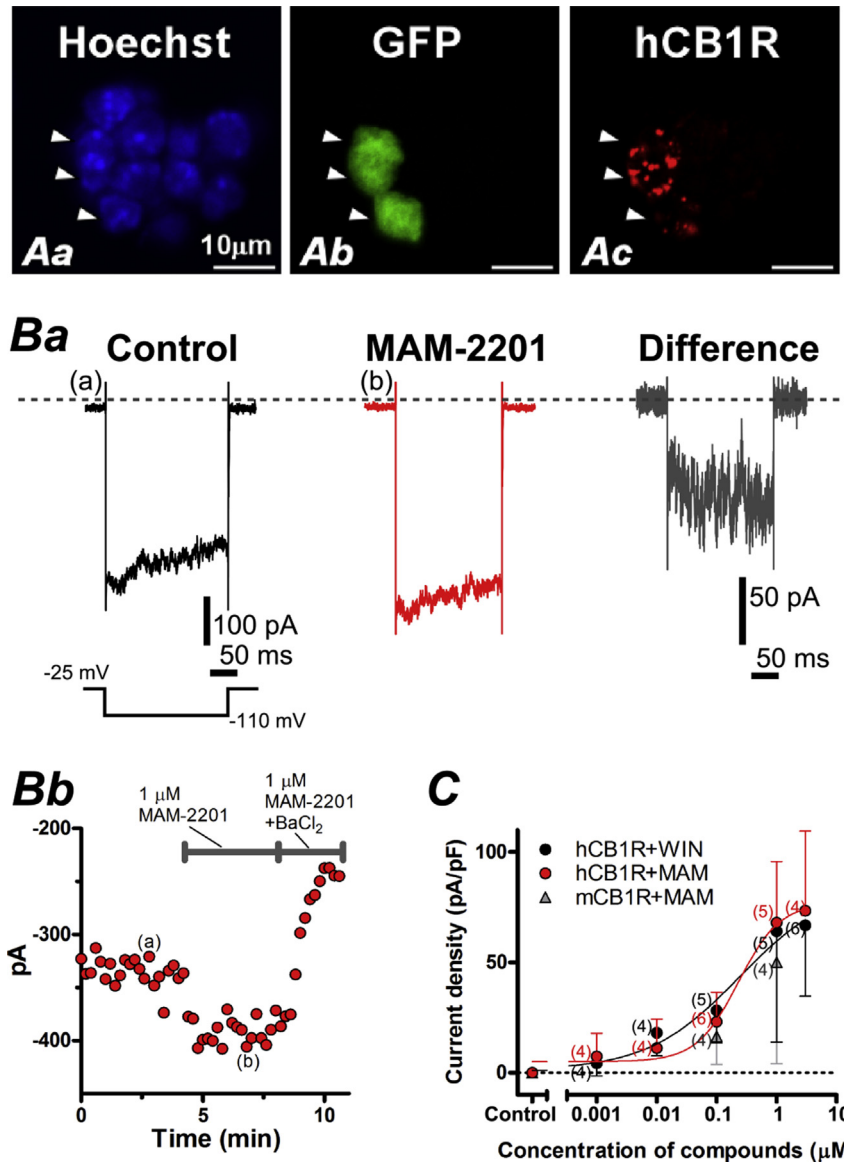 Hoechst
GFP
hCB1R
Aa
10μm
Ab
Ac
Ba
Control
MAM-2201
Difference
(a)
(b)
100 pA
50 ms
50 pA
50 ms
-25 mV
-110 mV
Bb
1 μM
MAM-2201
1 μM
MAM-2201
+BaCl2
-200
-300
-400
pA
(a)
(b)
0
5
10
Time (min)
C
hCB1R+WIN
hCB1R+MAM
mCB1R+MAM
Current density (pA/pF)
100
50
0
(4)
(4)
(4)
(4)
(5)
(6)
(4)
(5)
(5)
(4)
(4)
(6)
Control
0.001
0.01
0.1
1
10
Concentration of compounds (μM